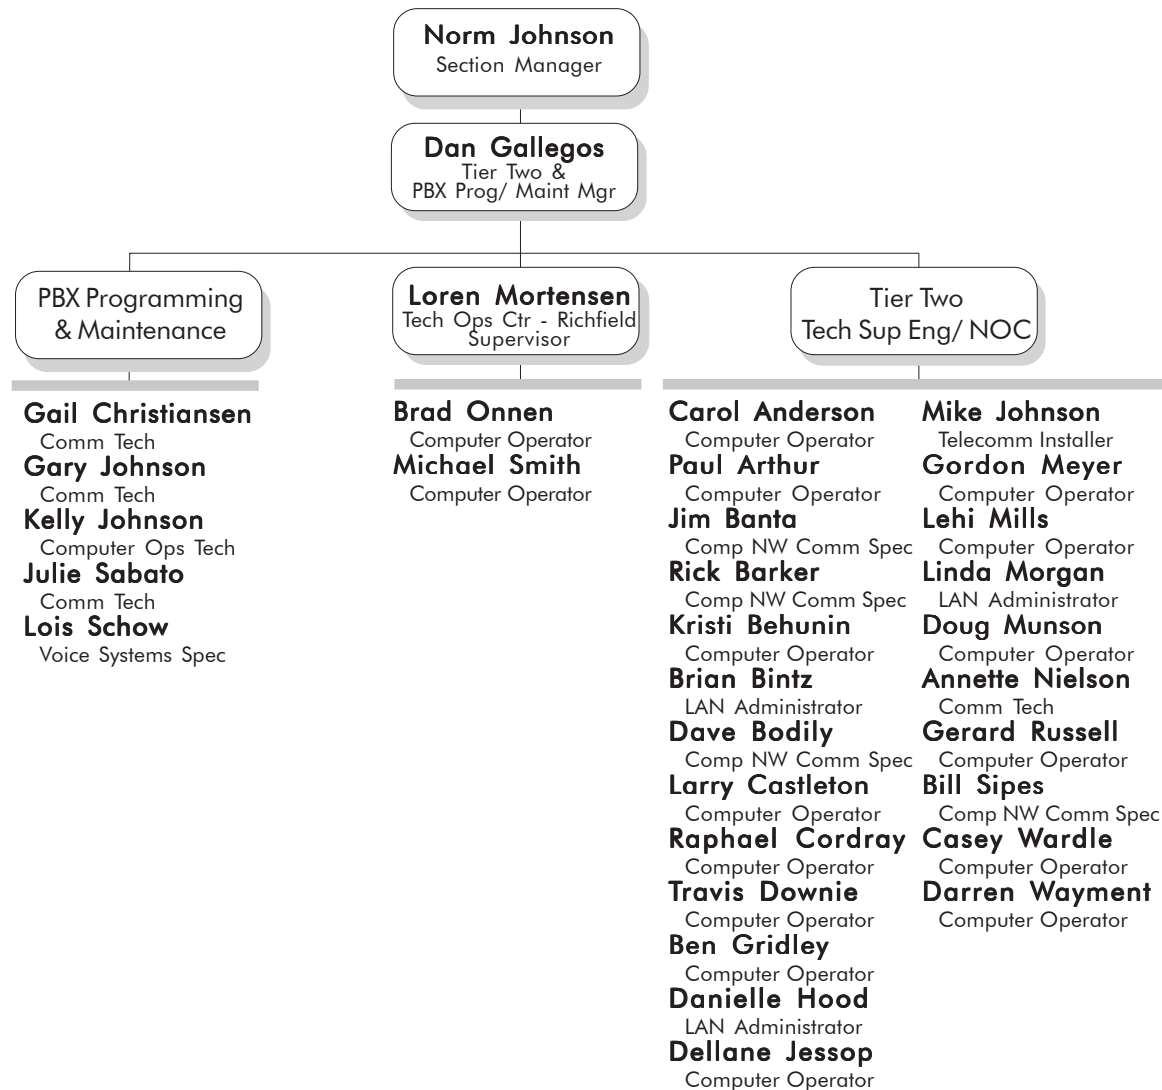 Norm Johnson
Section Manager
Dan Gallegos
Tier Two &
PBX Prog/ Maint Mgr
PBX Programming
& Maintenance
Loren Mortensen
Tech Ops Ctr - Richfield
Supervisor
Tier Two
Tech Sup Eng/ NOC
Gail Christiansen
Comm Tech
Gary Johnson
Comm Tech
Kelly Johnson
Computer Ops Tech
Julie Sabato
Comm Tech
Lois Schow
Voice Systems Spec
Brad Onnen
Computer Operator
Michael Smith
Computer Operator
Carol Anderson
Computer Operator
Paul Arthur
Computer Operator
Jim Banta
Comp NW Comm Spec
Rick Barker
Comp NW Comm Spec
Kristi Behunin
Computer Operator
Brian Bintz
LAN Administrator
Dave Bodily
Comp NW Comm Spec
Larry Castleton
Computer Operator
Raphael Cordray
Computer Operator
Travis Downie
Computer Operator
Ben Gridley
Computer Operator
Danielle Hood
LAN Administrator
Dellane Jessop
Computer Operator
Mike Johnson
Telecomm Installer
Gordon Meyer
Computer Operator
Lehi Mills
Computer Operator
Linda Morgan
LAN Administrator
Doug Munson
Computer Operator
Annette Nielson
Comm Tech
Gerard Russell
Computer Operator
Bill Sipes
Comp NW Comm Spec
Casey Wardle
Computer Operator
Darren Wayment
Computer Operator